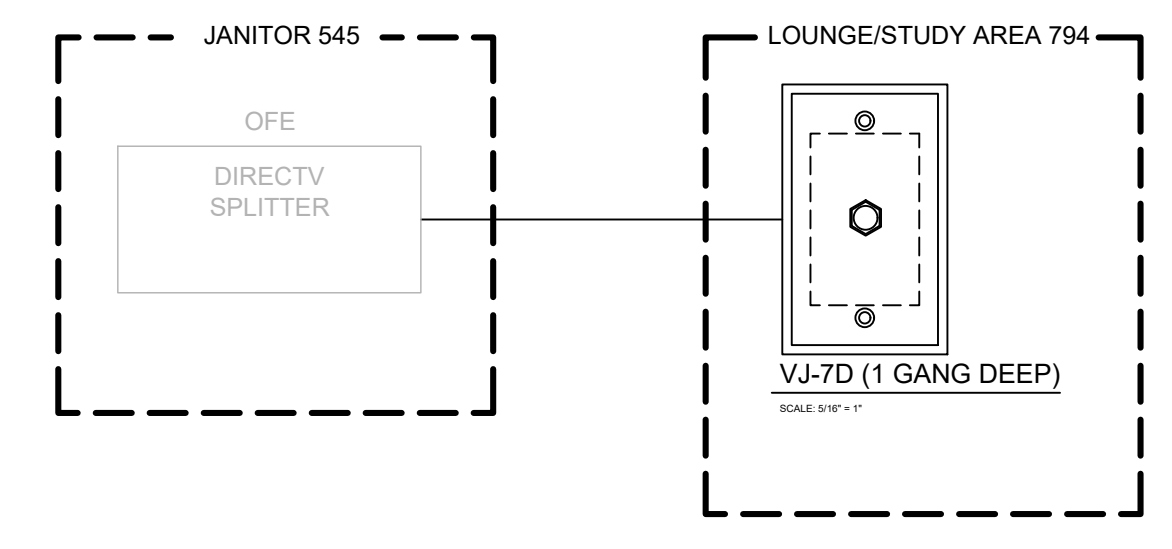 JANITOR 545
OFE
DIRECTV
SPLITTER
LOUNGE/STUDY AREA 794
VJ-7D (1 GANG DEEP)
SCALE: 5/16" = 1"